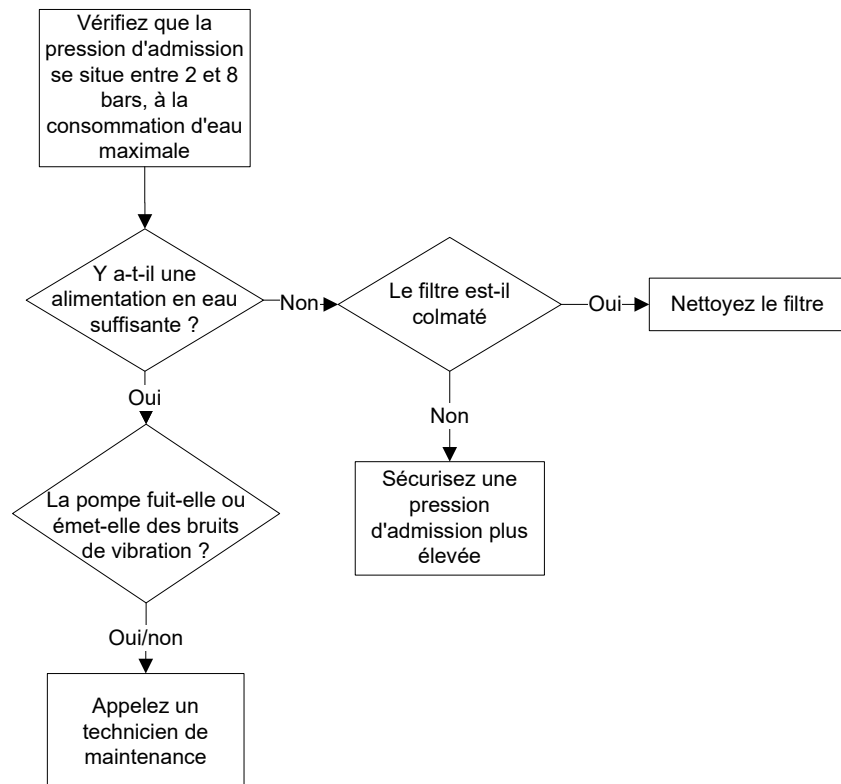 Vérifiez que la
pression d'admission
se situe entre 2 et 8
bars, à la
consommation d'eau
maximale
Y a-t-il une
alimentation en eau
suffisante ?
Non
Le filtre est-il
colmaté
Oui
Nettoyez le filtre
Oui
Non
La pompe fuit-elle ou
émet-elle des bruits
de vibration ?
Sécurisez une
pression
d'admission plus
élevée
Oui/non
Appelez un
technicien de
maintenance